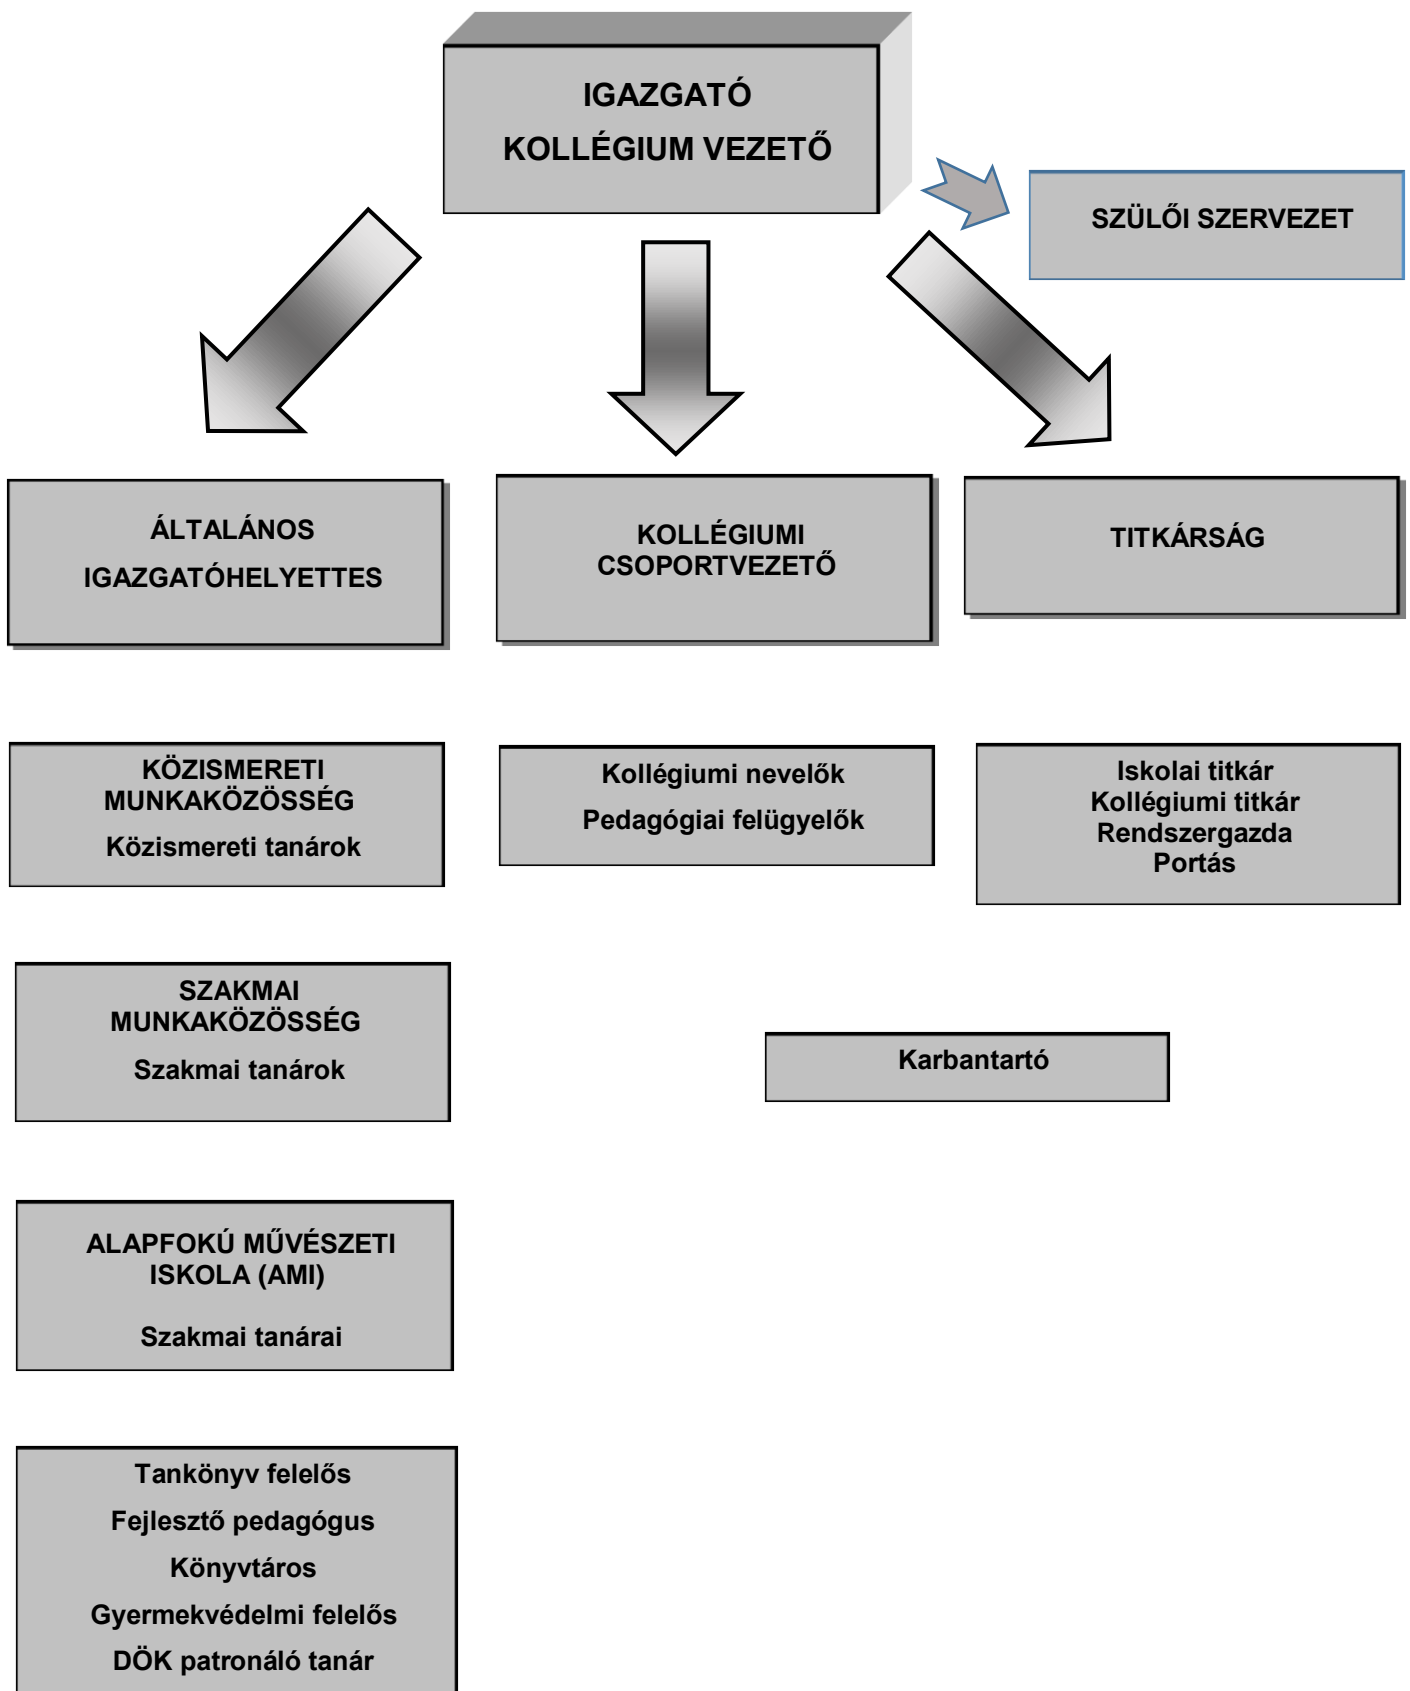 IGAZGATÓ
KOLLÉGIUM VEZETŐ
SZÜLŐI SZERVEZET
ÁLTALÁNOS
IGAZGATÓHELYETTES
KOLLÉGIUMI
CSOPORTVEZETŐ
TITKÁRSÁG
KÖZISMERETI
MUNKAKÖZÖSSÉG
Közismereti tanárok
Kollégiumi nevelők
Pedagógiai felügyelők
Iskolai titkár
Kollégiumi titkár
Rendszergazda
Portás
SZAKMAI
MUNKAKÖZÖSSÉG
Szakmai tanárok
Karbantartó
ALAPFOKÚ MŰVÉSZETI
ISKOLA (AMI)
Szakmai tanárai
Tankönyv felelős
Fejlesztő pedagógus
Könyvtáros
Gyermekvédelmi felelős
DÖK patronáló tanár